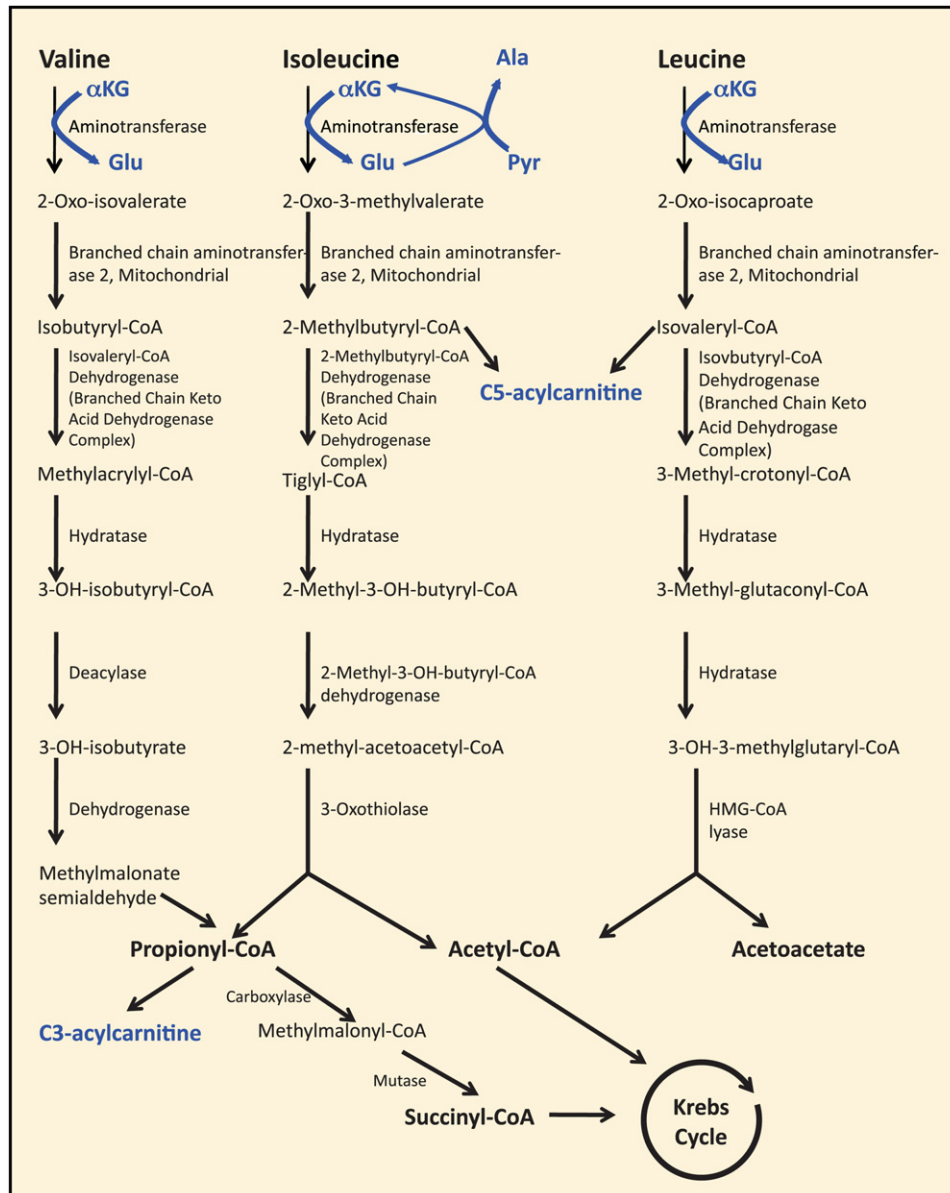 Valine
αKG
Aminotransferase
Glu
2-Oxo-isovalerate
Branched chain aminotransfer-
ase 2, Mitochondrial
Isobutyryl-CoA
Isovaleryl-CoA
Dehydrogenase
(Branched Chain Keto
Acid Dehydrogenase
Complex)
Methylacrylyl-CoA
Hydratase
3-OH-isobutyryl-CoA
Deacylase
3-OH-isobutyrate
Dehydrogenase
Methylmalonate
semialdehyde
Isoleucine
αKG
Aminotransferase
Glu
Ala
Pyr
2-Oxo-3-methylvalerate
Branched chain aminotransfer-
ase 2, Mitochondrial
2-Methylbutyryl-CoA
2-Methylbutyryl-CoA
Dehydrogenase
(Branched Chain
Keto Acid
Dehydrogenase
Complex)
Tiglyl-CoA
Hydratase
2-Methyl-3-OH-butyryl-CoA
2-Methyl-3-OH-butyryl-CoA
dehydrogenase
2-methyl-acetoacetyl-CoA
3-Oxothiolase
Leucine
αKG
Aminotransferase
Glu
2-Oxo-isocaproate
Branched chain aminotransfer-
ase 2, Mitochondrial
Isovaleryl-CoA
C5-acylcarnitine
Isovbutyryl-CoA
Dehydrogenase
(Branched Chain Keto
Acid Dehydrogase
Complex)
3-Methyl-crotonyl-CoA
Hydratase
3-Methyl-glutaconyl-CoA
Hydratase
3-OH-3-methylglutaryl-CoA
HMG-CoA
lyase
Propionyl-CoA
Acetyl-CoA
Acetoacetate
C3-acylcarnitine
Carboxylase
Methylmalonyl-CoA
Mutase
Succinyl-CoA
Krebs
Cycle